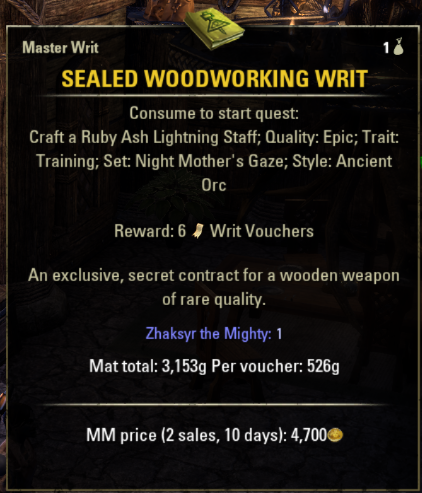 Master Writ 1
SEALED WOODWORKING WRIT
Consume to start quest:
Craft a Ruby Ash Lightning Staff; Quality: Epic; Trait:
Training; Set: Night Mother's Gaze; Style: Ancient
Orc
Reward: 6 Writ Vouchers
An exclusive, secret contract for a wooden weapon
of rare quality.
Zhaksyr the Mighty: 1
Mat total: 3,153g Per voucher: 526g
MM price (2 sales, 10 days): 4,700